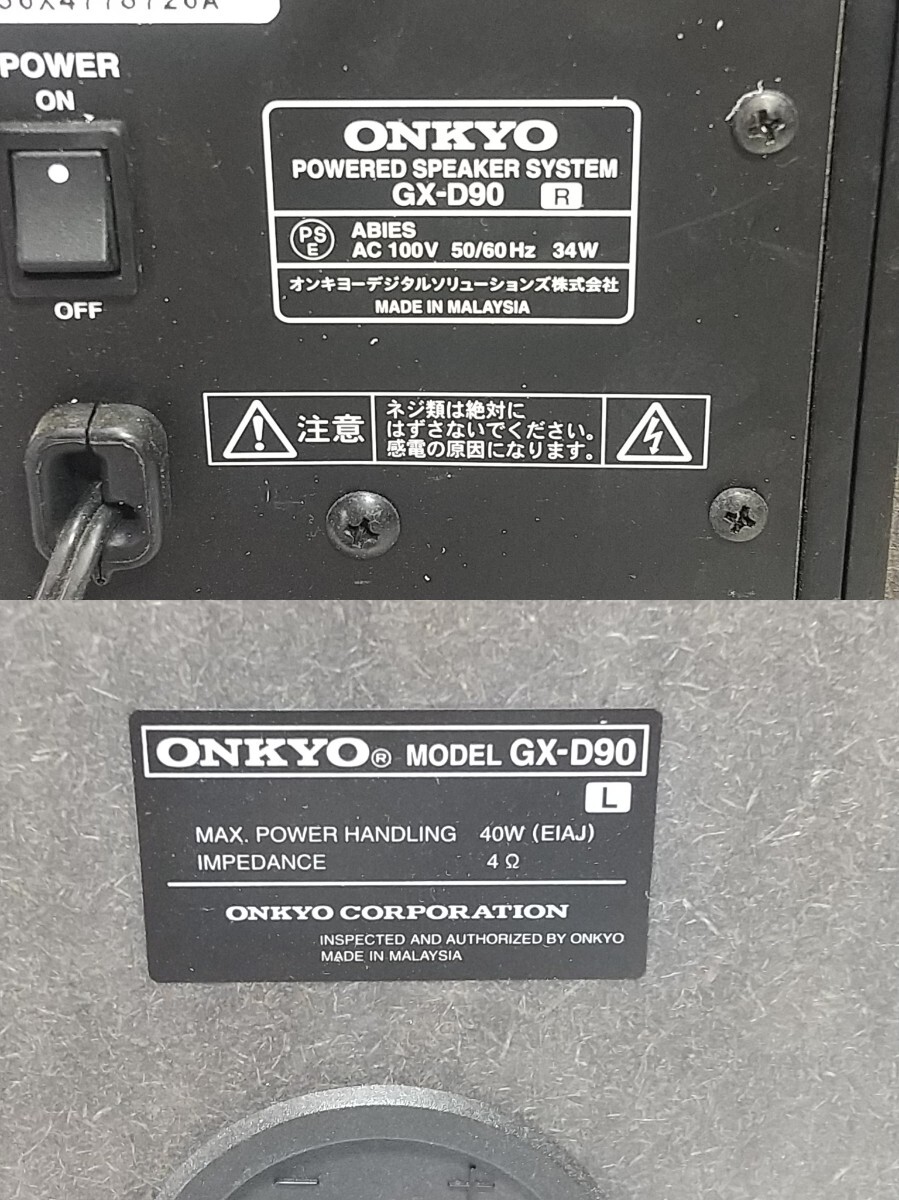 POWER
ON
OFF
ONKYO
POWERED SPEAKER SYSTEM
GX-D90 R
PS
E
ABIES
AC 100V 50/60Hz 34W
オンキヨーデジタルソリューションズ株式会社
MADE IN MALAYSIA
注意
ネジ類は絶対に
はずさないでください。
感電の原因になります。
ONKYO® MODEL GX-D90
L
MAX. POWER HANDLING 40W (EIAJ)
IMPEDANCE 4 Ω
ONKYO CORPORATION
INSPECTED AND AUTHORIZED BY ONKYO
MADE IN MALAYSIA